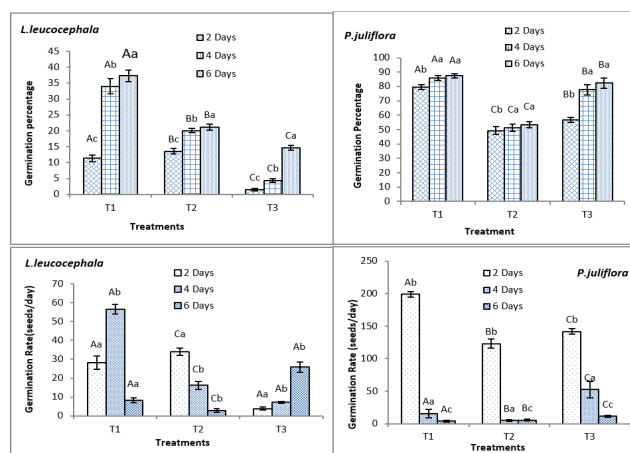 L.leucocephala
2 Days
4 Days
6 Days
Germination percentage
45
40
35
30
25
20
15
10
5
0
Ac
Ab
Aa
Bc
Bb
Ba
Cc
Cb
Ca
T1
T2
T3
Treatments
P.juliflora
2 Days
4 Days
6 Days
Germination Percentage
100
90
80
70
60
50
40
30
20
10
0
Ab
Aa
Aa
Cb
Ca
Ca
Bb
Ba
Ba
T1
T2
T3
Treatment
L.leucocephala
2 Days
4 Days
6 Days
Germination Rate(seeds/day)
70
60
50
40
30
20
10
0
Aa
Ab
Aa
Ca
Cb
Cb
Aa
Ab
Ab
T1
T2
T3
Treatments
P.juliflora
2 Days
4 Days
6 Days
Germination Rate (seeds/day)
250
200
150
100
50
0
Ab
Aa
Ac
Bb
Ba
Bc
Cb
Ca
Cc
T1
T2
T3
Treatments